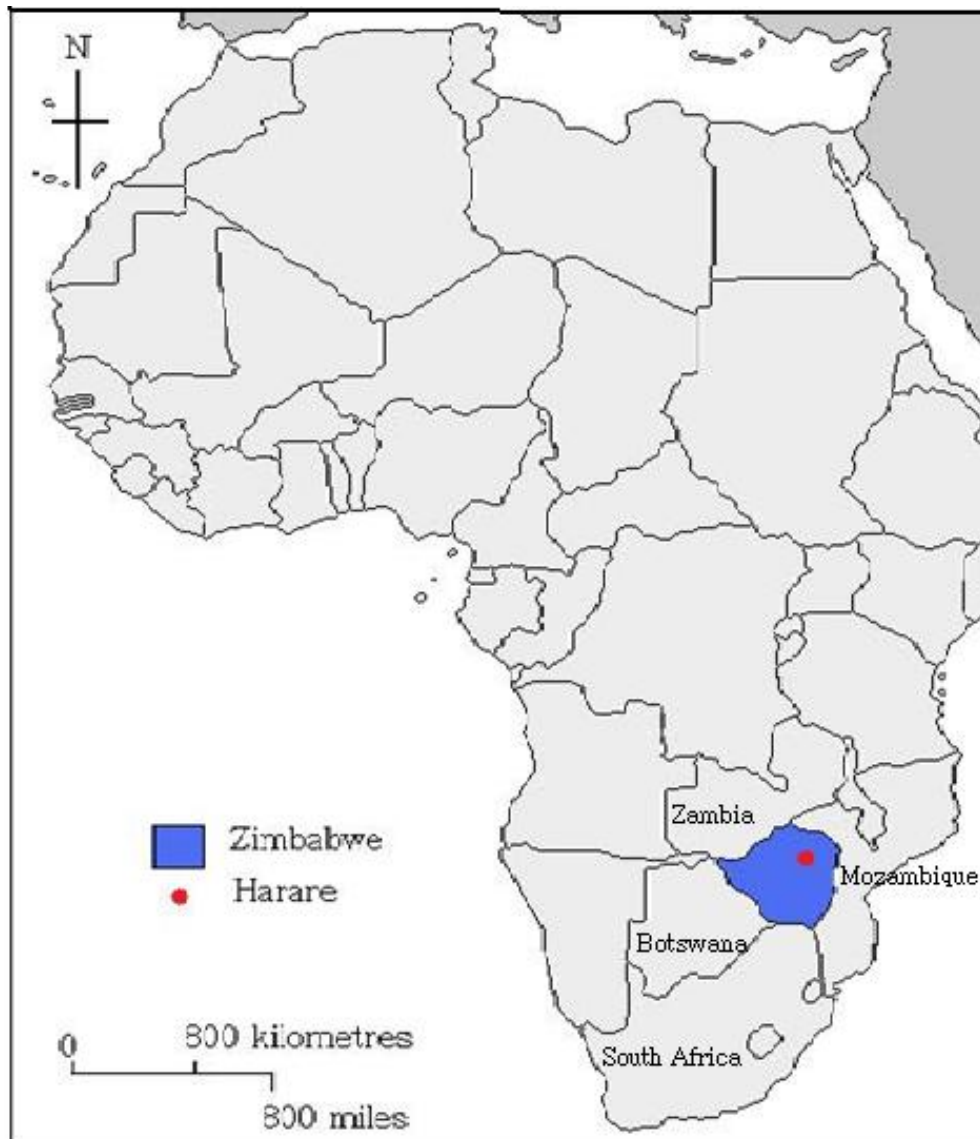 N
Zambia
Zimbabwe
Harare
Mozambique
Botswana
0
800 kilometres
South Africa
800 miles